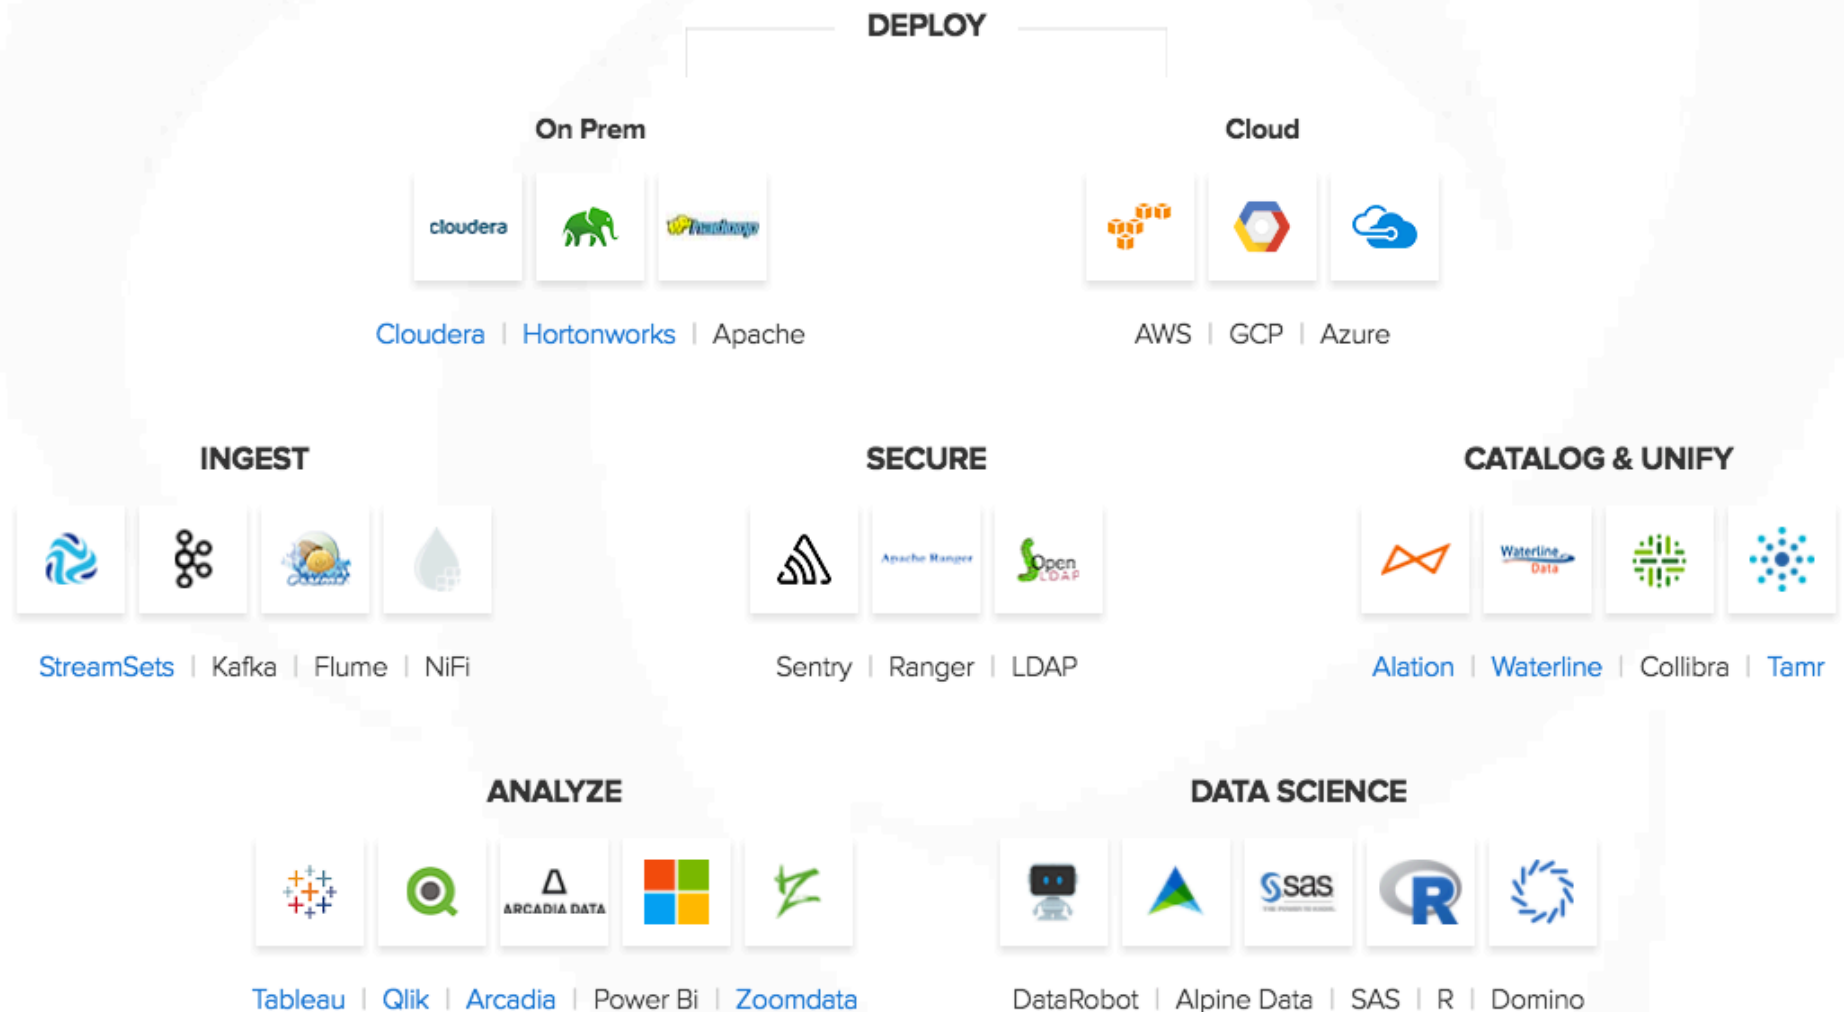 DEPLOY
On Prem
Cloud
cloudera
hadoop
Cloudera | Hortonworks | Apache
AWS | GCP | Azure
INGEST
SECURE
CATALOG & UNIFY
Apache Ranger
Open
LDAP
Waterline
Data
StreamSets | Kafka | Flume | NiFi
Sentry | Ranger | LDAP
Alation | Waterline | Collibra | Tamr
ANALYZE
DATA SCIENCE
ARCADIA DATA
sas
R
Tableau | Qlik | Arcadia | Power Bi | Zoomdata
DataRobot | Alpine Data | SAS | R | Domino